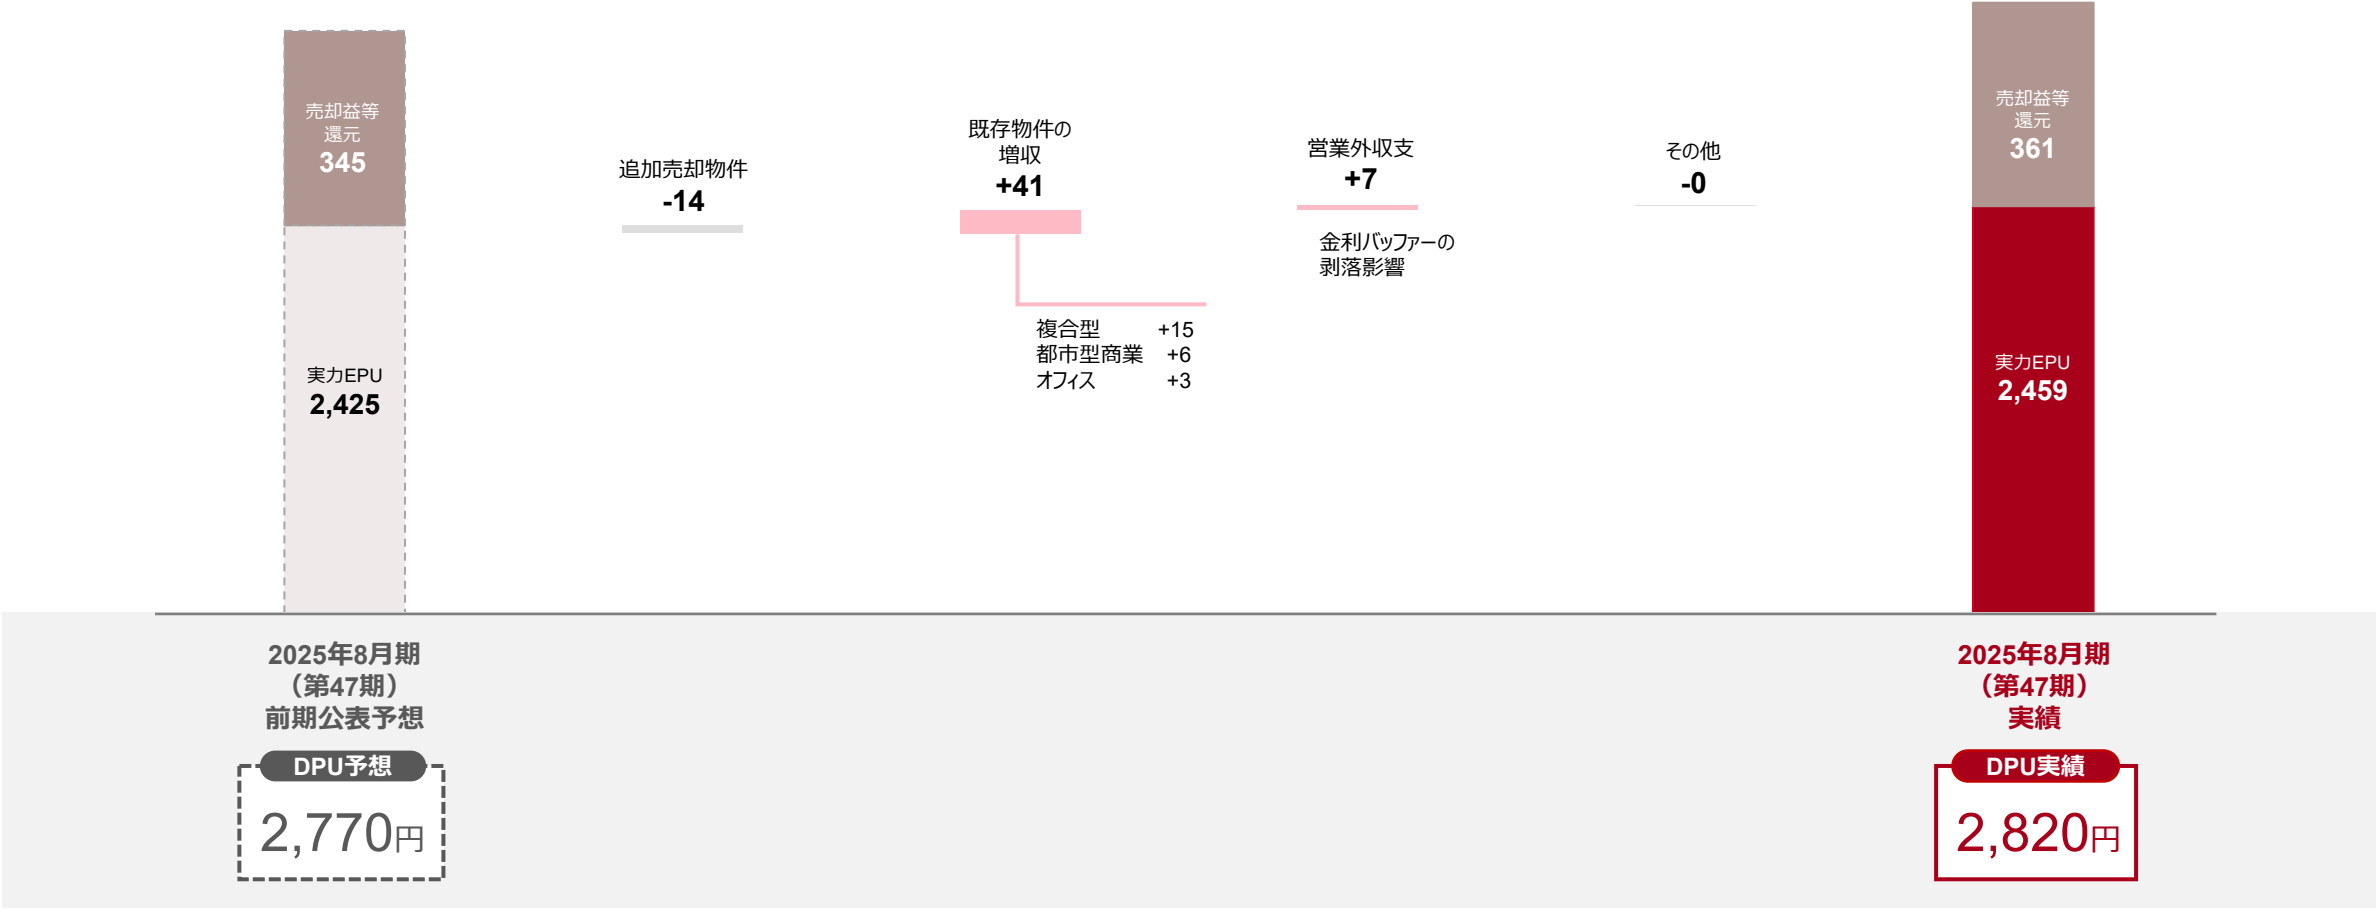 売却益等
還元
345
実力EPU
2,425
追加売却物件
-14
既存物件の
増収
+41
複合型 +15
都市型商業 +6
オフィス +3
営業外収支
+7
金利バッファーの
剥落影響
その他
-0
売却益等
還元
361
実力EPU
2,459
2025年8月期
（第47期）
前期公表予想
DPU予想
2,770円
2025年8月期
（第47期）
実績
DPU実績
2,820円